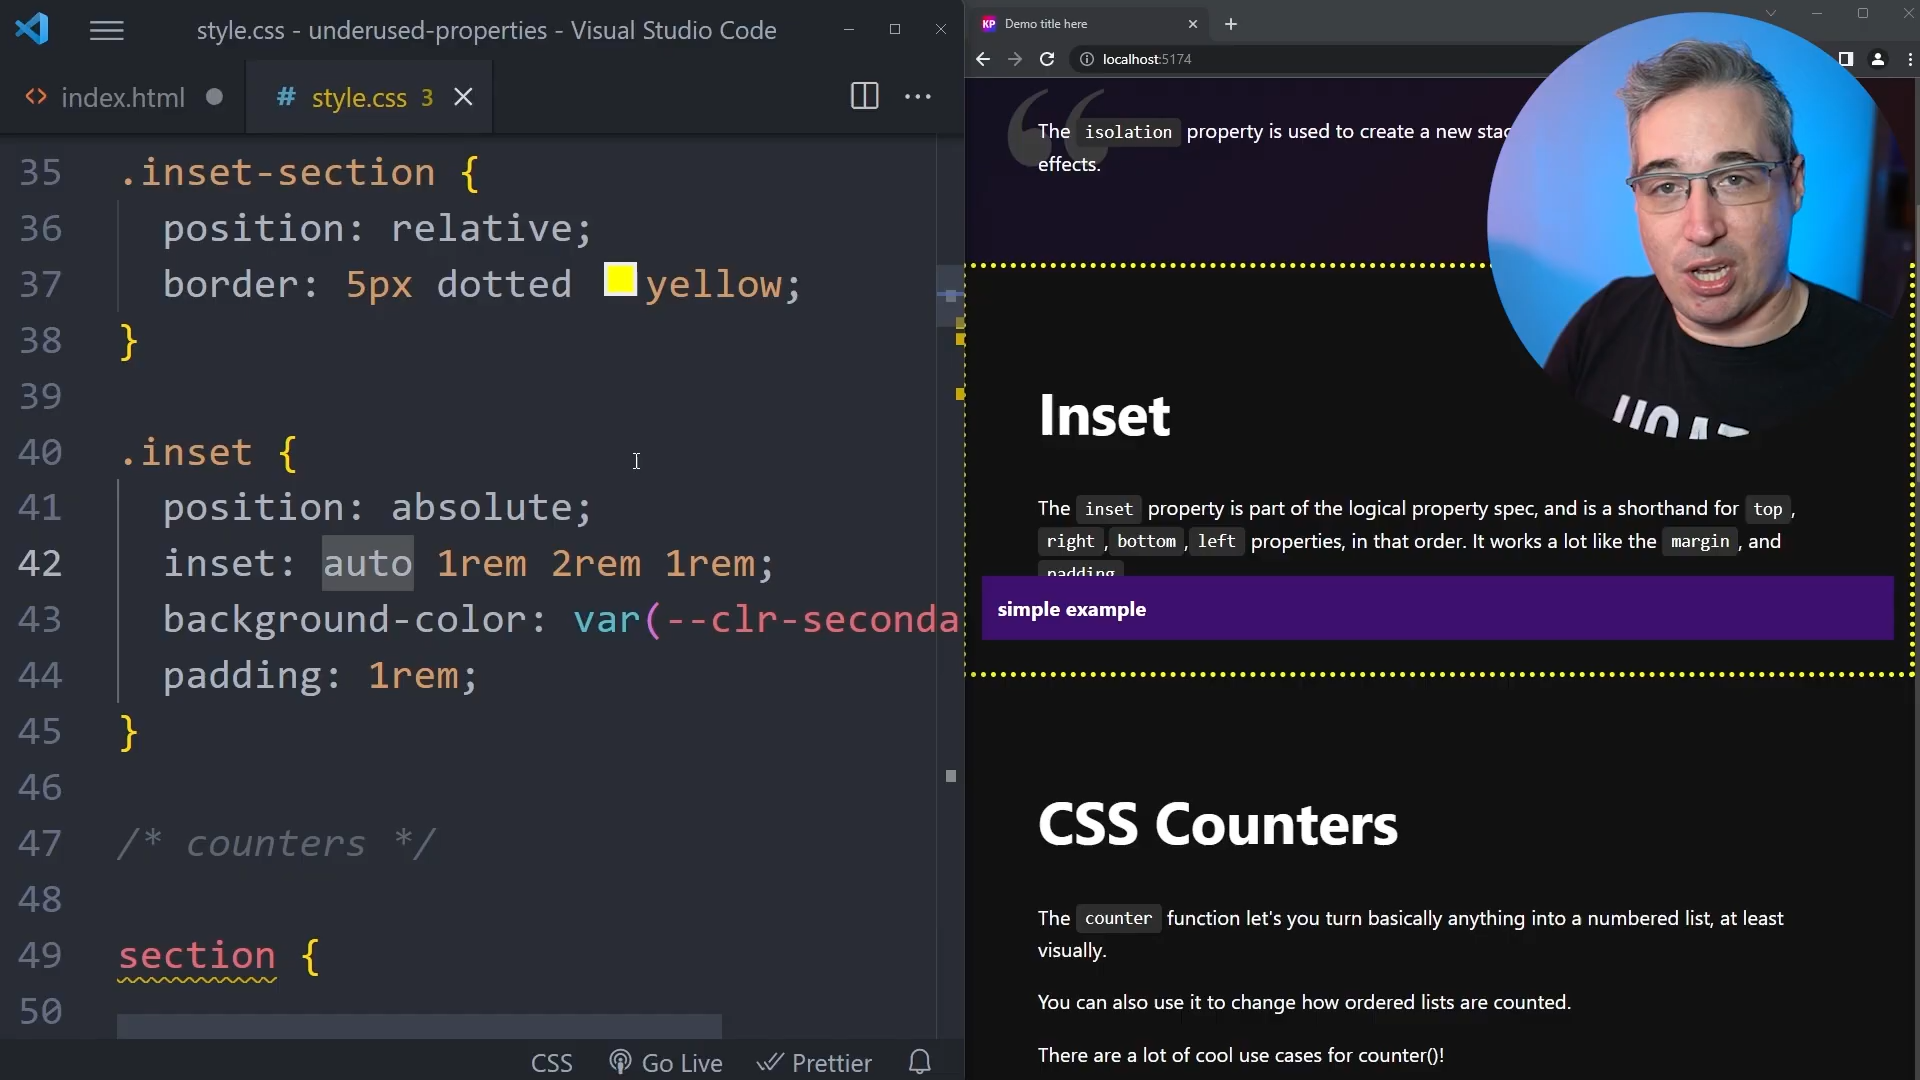 style.css - underused-properties - Visual Studio Code
index.html
# style.css 3
35 .inset-section {
36 position: relative;
37 border: 5px dotted yellow;
38 }
39
40 .inset {
41 position: absolute;
42 inset: auto 1rem 2rem 1rem;
43 background-color: var(--clr-seconda
44 padding: 1rem;
45 }
46
47 /* counters */
48
49 section {
50
CSS Go Live Prettier
KP Demo title here
localhost:5174
“
The isolation property is used to create a new stac
effects.
Inset
The inset property is part of the logical property spec, and is a shorthand for top,
right, bottom, left properties, in that order. It works a lot like the margin, and
padding
simple example
CSS Counters
The counter function let's you turn basically anything into a numbered list, at least
visually.
You can also use it to change how ordered lists are counted.
There are a lot of cool use cases for counter()!